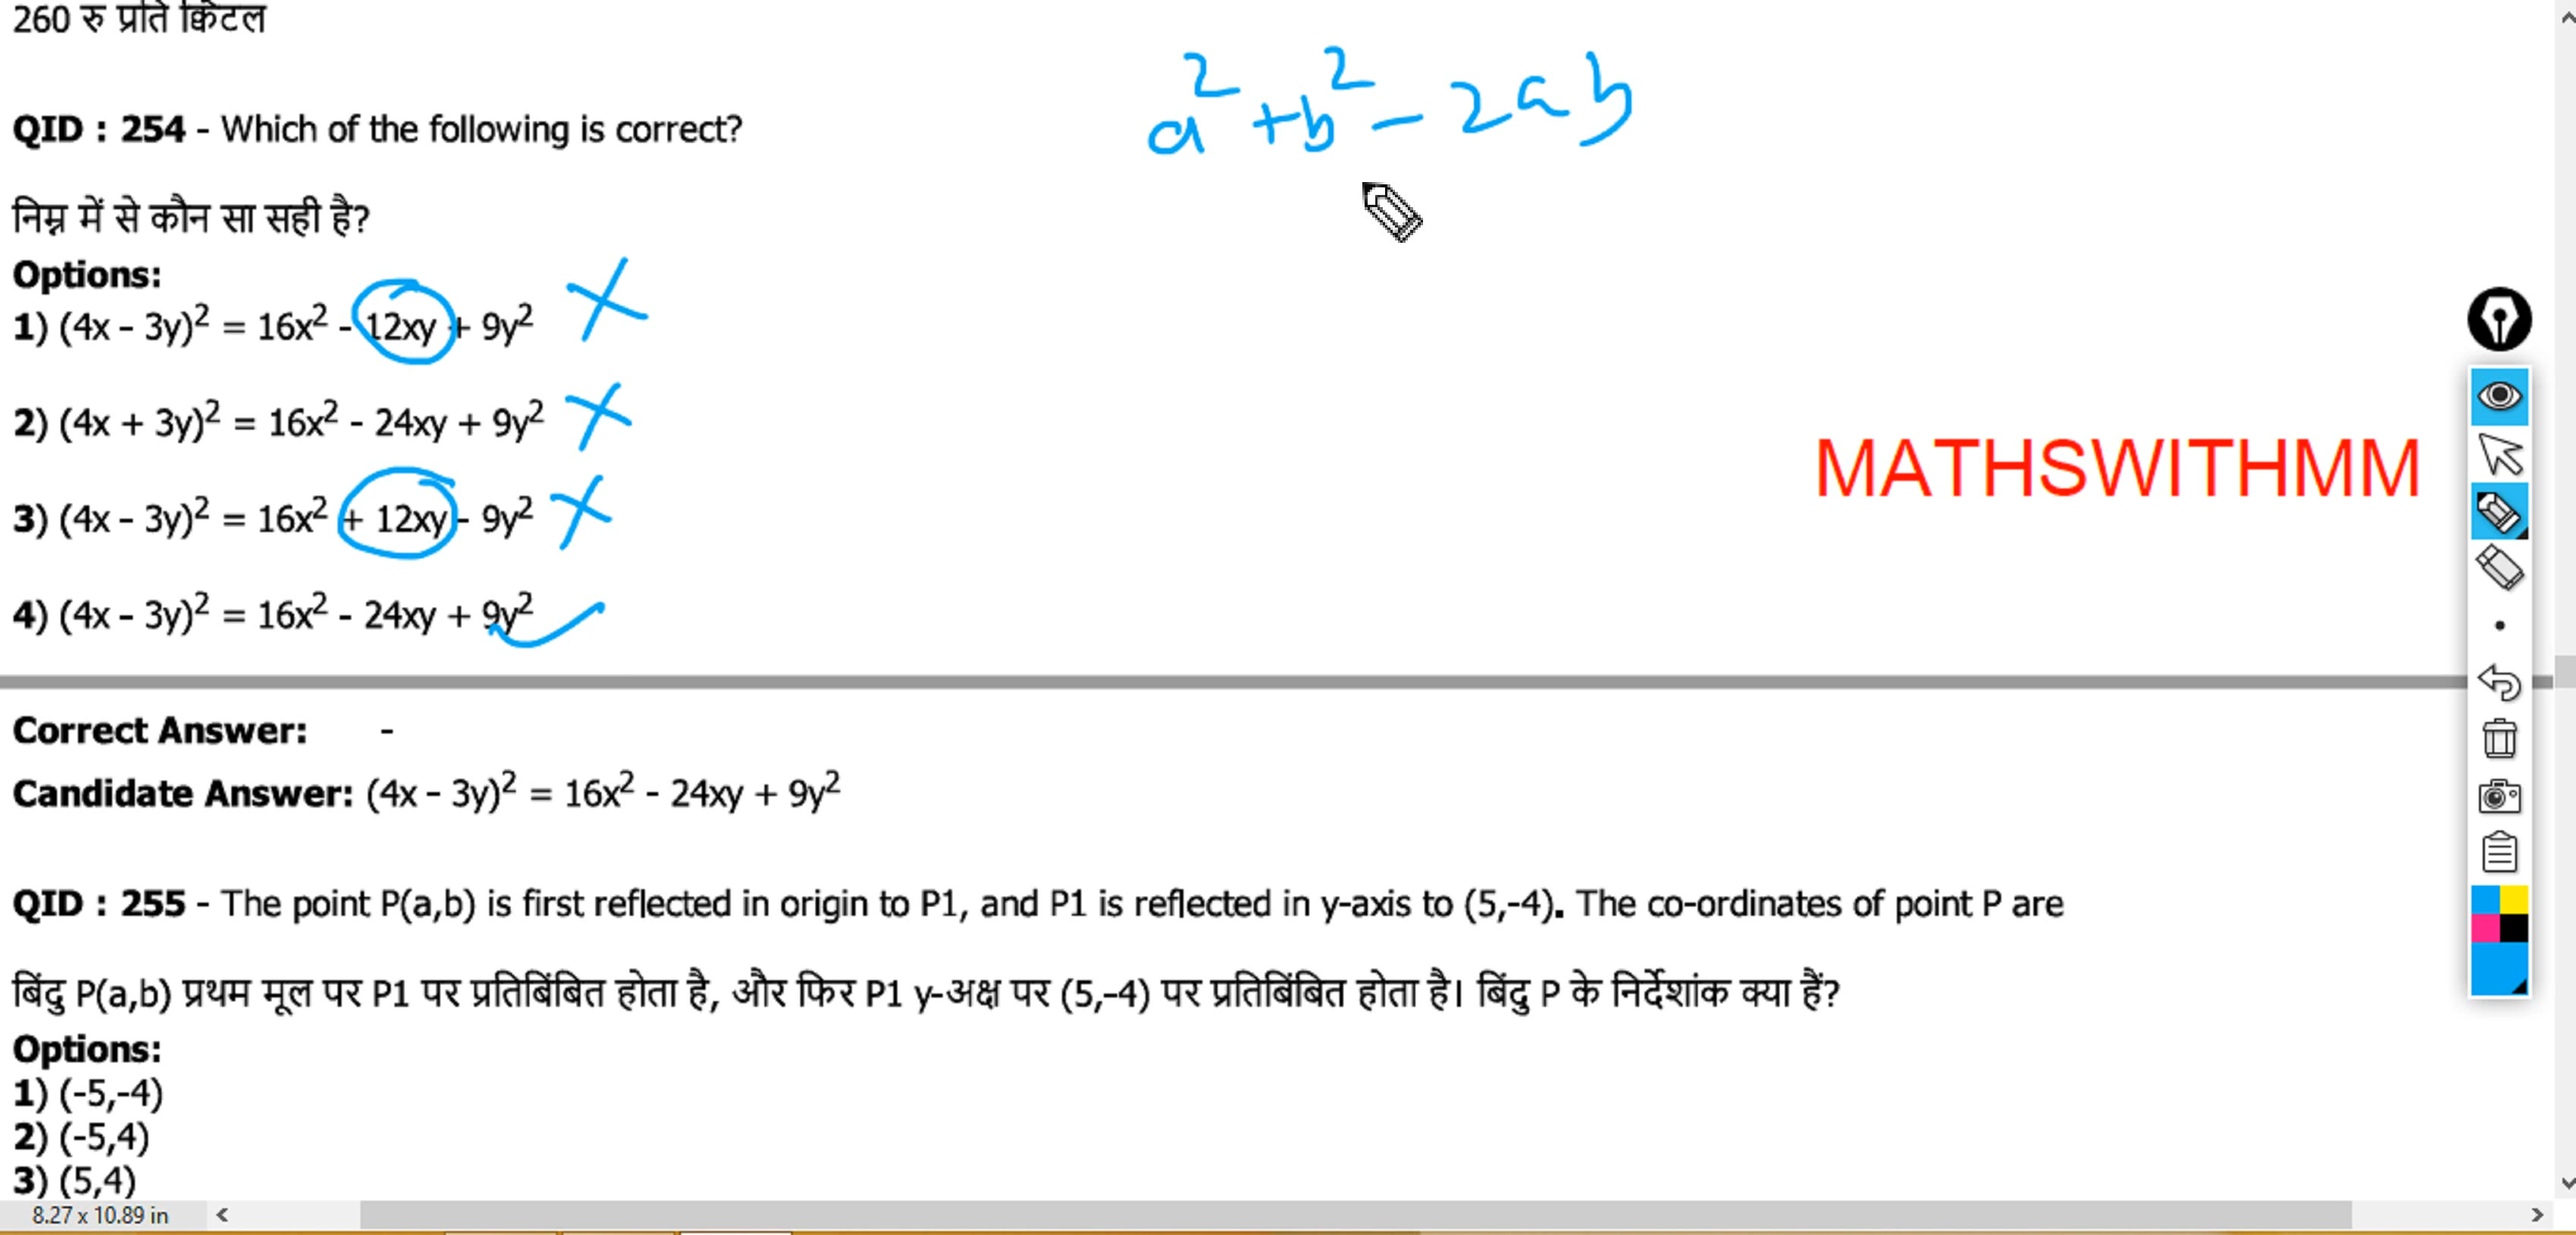 260 रु प्रति क्विंटल
a² + b² - 2ab
QID : 254 - Which of the following is correct?
निम्न में से कौन सा सही है?
Options:
1) (4x - 3y)² = 16x² - 12xy + 9y²
2) (4x + 3y)² = 16x² - 24xy + 9y²
3) (4x - 3y)² = 16x² + 12xy - 9y²
4) (4x - 3y)² = 16x² - 24xy + 9y²
MATHSWITHMM
Correct Answer: -
Candidate Answer: (4x - 3y)² = 16x² - 24xy + 9y²
QID : 255 - The point P(a,b) is first reflected in origin to P1, and P1 is reflected in y-axis to (5,-4). The co-ordinates of point P are
बिंदु P(a,b) प्रथम मूल पर P1 पर प्रतिबिंबित होता है, और फिर P1 y-अक्ष पर (5,-4) पर प्रतिबिंबित होता है। बिंदु P के निर्देशांक क्या हैं?
Options:
1) (-5,-4)
2) (-5,4)
3) (5,4)
8.27 x 10.89 in